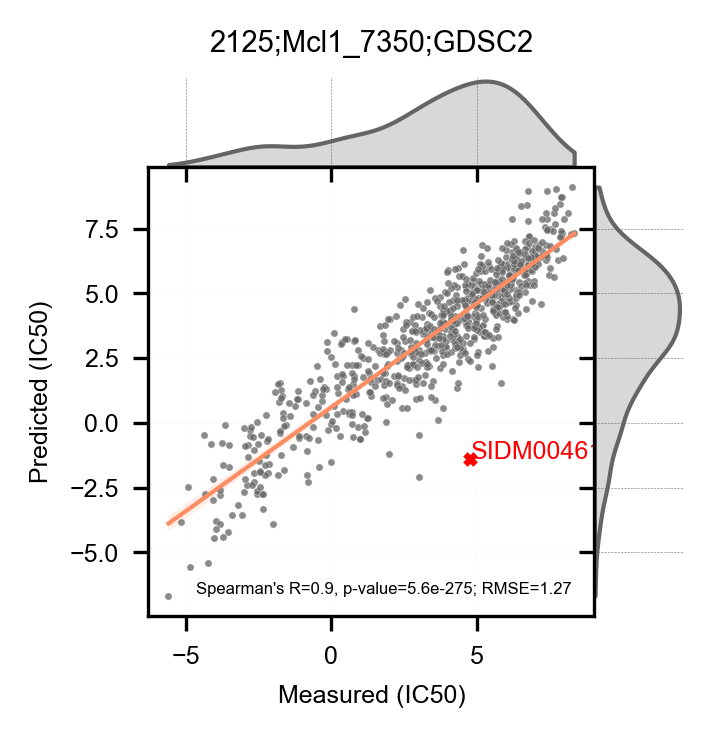 2125;Mcl1_7350;GDSC2
7.5
5.0
2.5
0.0
−2.5
−5.0
Predicted (IC50)
SIDM0046
Spearman's R=0.9, p-value=5.6e-275; RMSE=1.27
−5
0
5
Measured (IC50)